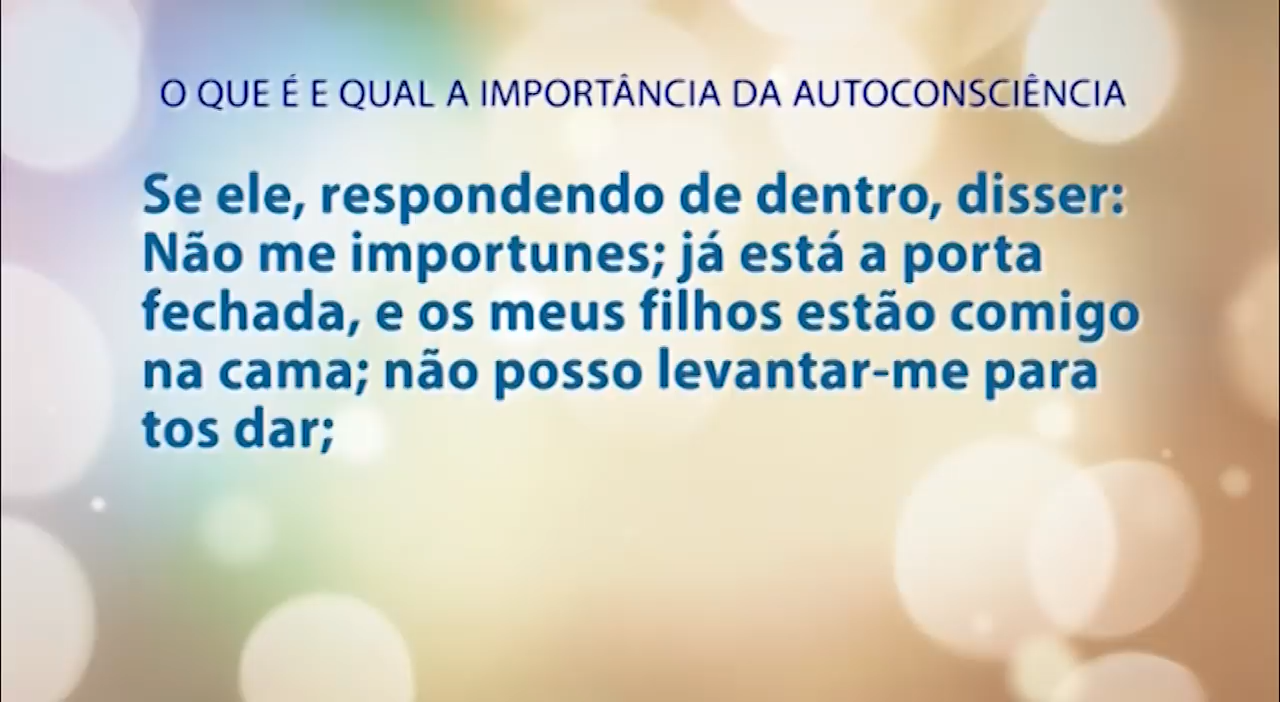 O QUE É E QUAL A IMPORTÂNCIA DA AUTOCONSCIÊNCIA
Se ele, respondendo de dentro, disser:
Não me importunes; já está a porta
fechada, e os meus filhos estão comigo
na cama; não posso levantar-me para
tos dar;